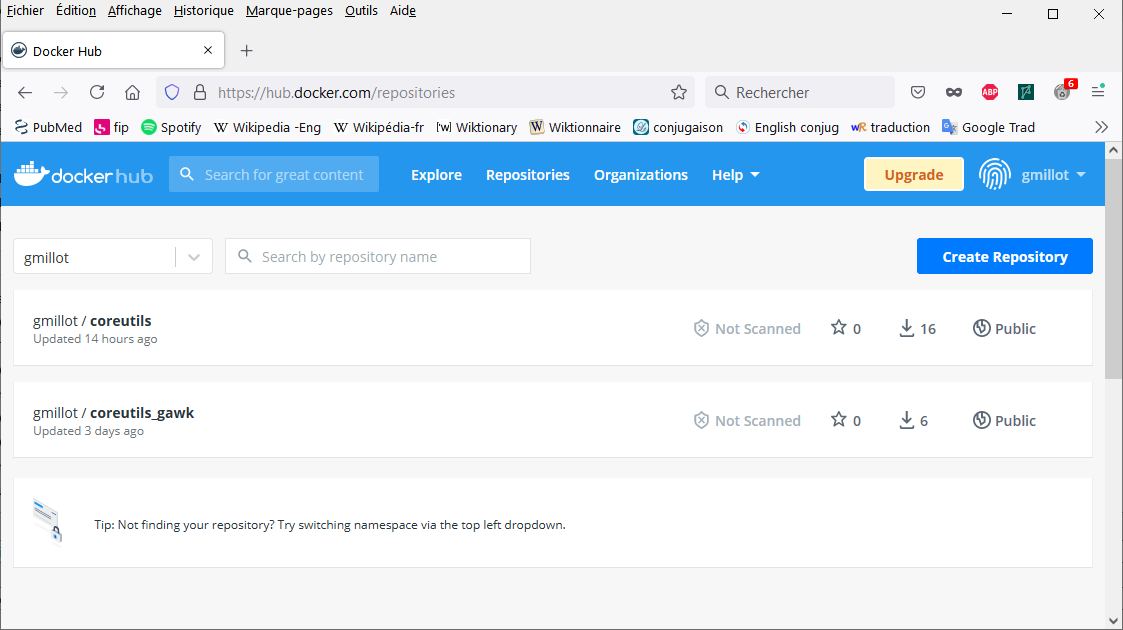 Fichier Édition Affichage Historique Marque-pages Outils Aide
Docker Hub
https://hub.docker.com/repositories Rechercher ABP 6
PubMed fip Spotify W Wikipedia -Eng W Wikipédia-fr [w] Wiktionary W Wiktionnaire conjugaison English conjug wR traduction Google Trad
docker hub Search for great content Explore Repositories Organizations Help Upgrade gmillot
gmillot Search by repository name Create Repository
gmillot / coreutils Not Scanned 0 16 Public
Updated 14 hours ago
gmillot / coreutils_gawk Not Scanned 0 6 Public
Updated 3 days ago
Tip: Not finding your repository? Try switching namespace via the top left dropdown.